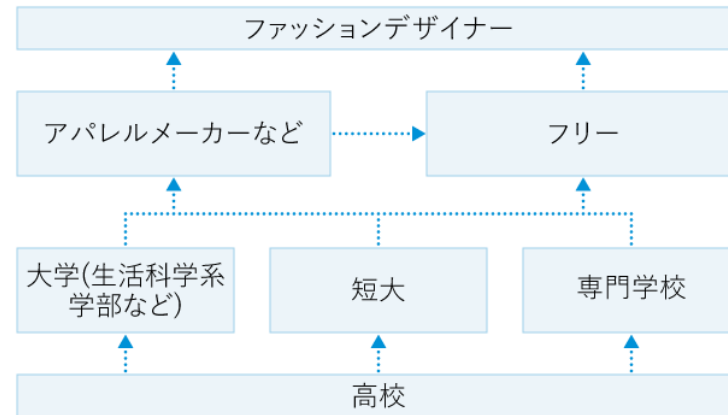 ファッションデザイナー
アパレルメーカーなど
フリー
大学(生活科学系
学部など)
短大
専門学校
高校